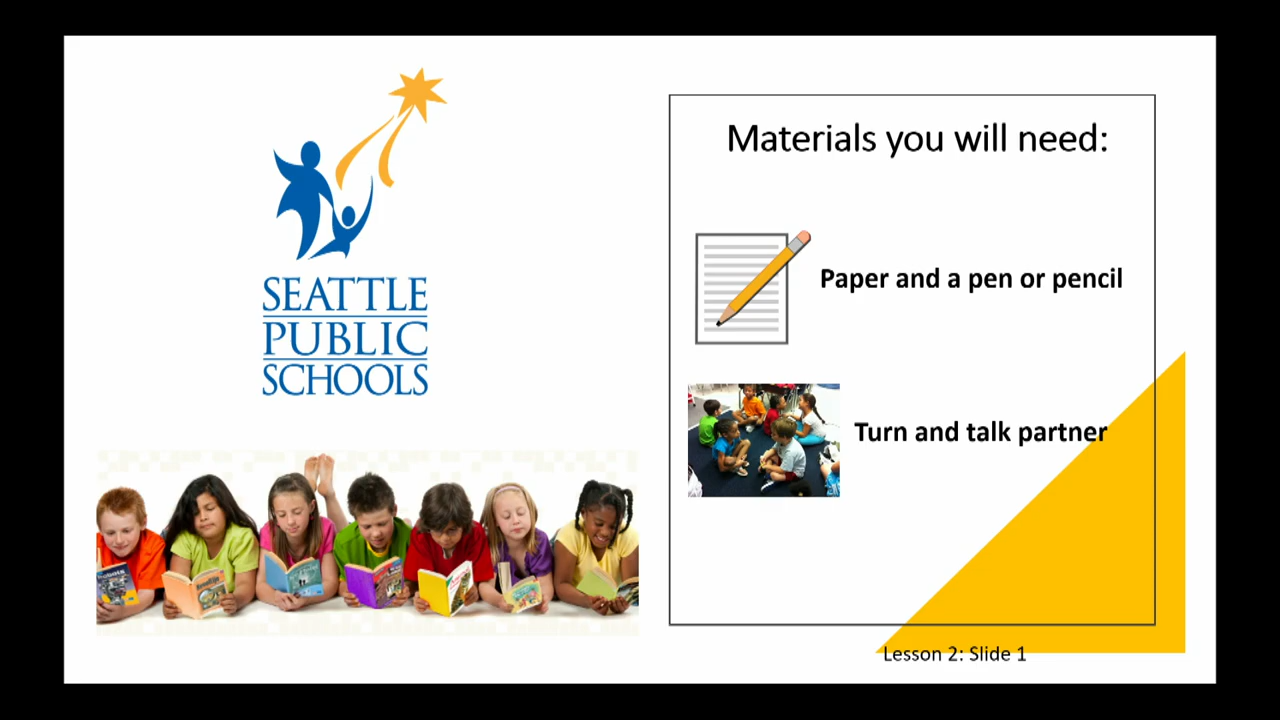 SEATTLE
PUBLIC
SCHOOLS
Materials you will need:
Paper and a pen or pencil
Turn and talk partner
Lesson 2: Slide 1